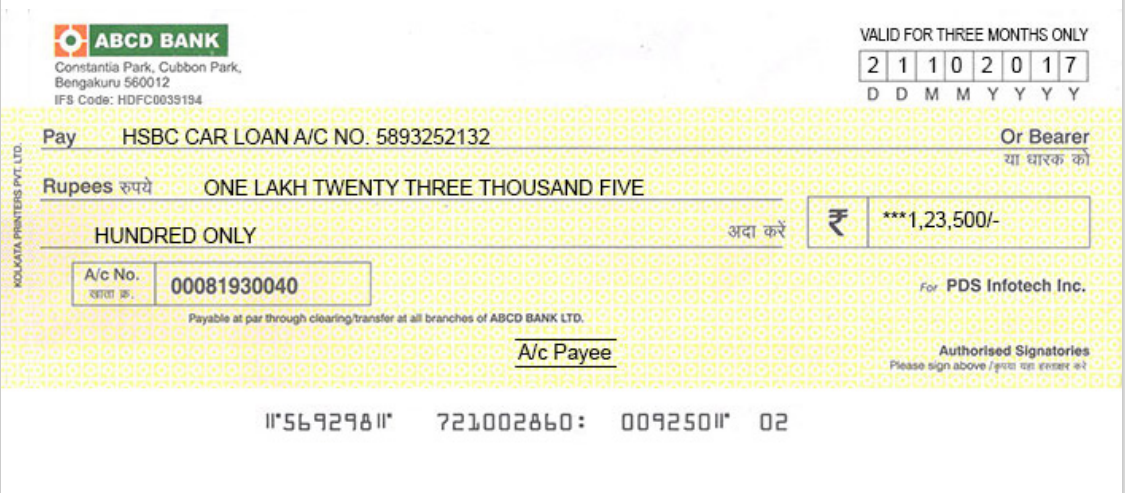 ABCD BANK
Constantia Park, Cubbon Park,
Bengakuru 560012
IFS Code: HDFC0039194
VALID FOR THREE MONTHS ONLY
2 1 1 0 2 0 1 7
D D M M Y Y Y Y
Pay HSBC CAR LOAN A/C NO. 5893252132 Or Bearer
या धारक को
Rupees रुपये ONE LAKH TWENTY THREE THOUSAND FIVE
HUNDRED ONLY अदा करें ₹ ***1,23,500/-
A/c No. 00081930040
खाता क्र.
For PDS Infotech Inc.
Payable at par through clearing/transfer at all branches of ABCD BANK LTD.
A/c Payee
Authorised Signatories
Please sign above / कृपया यहा हस्ताक्षर करे
KOLKATA PRINTERS PVT. LTD.
⑈569298⑈ 721002860: 009250⑈ 02